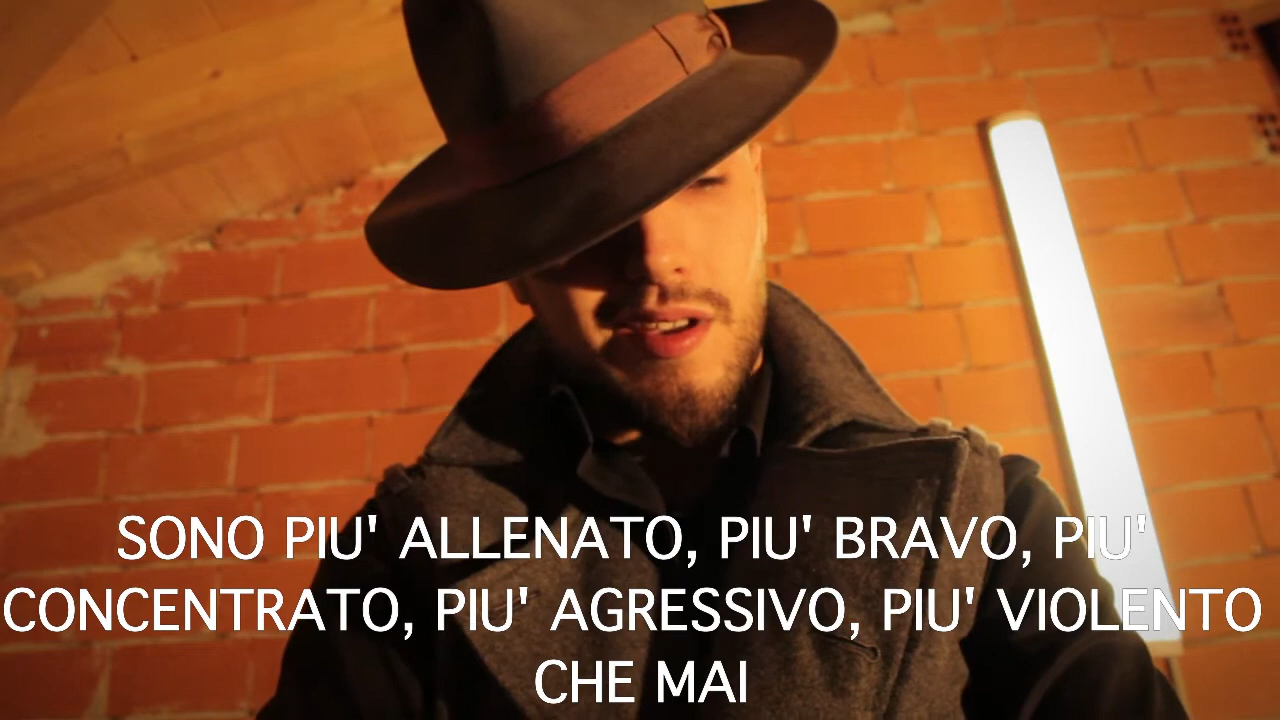 SONO PIU' ALLENATO, PIU' BRAVO, PIU'
CONCENTRATO, PIU' AGRESSIVO, PIU' VIOLENTO
CHE MAI